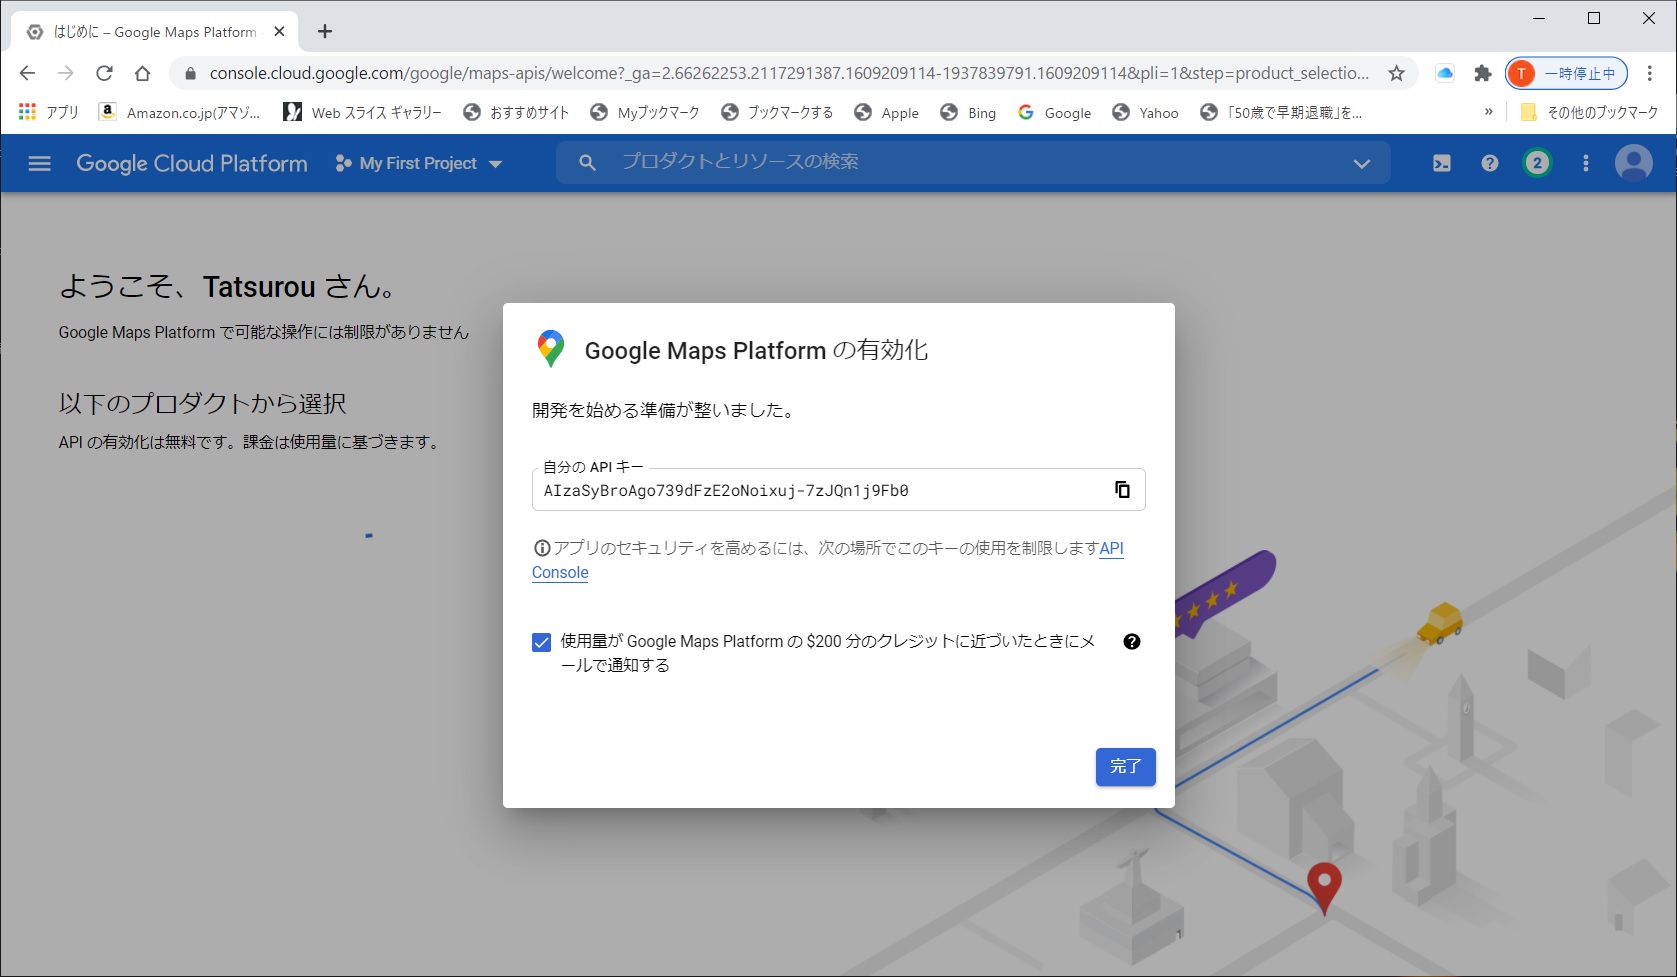 はじめに – Google Maps Platform
console.cloud.google.com/google/maps-apis/welcome?_ga=2.66262253.2117291387.1609209114-1937839791.1609209114&pli=1&step=product_selectio...
T 一時停止中
アプリ Amazon.co.jp(アマゾ... Web スライス ギャラリー おすすめサイト Myブックマーク ブックマークする Apple Bing Google Yahoo 「50歳で早期退職」を... » その他のブックマーク
Google Cloud Platform My First Project プロダクトとリソースの検索 2
ようこそ、Tatsurou さん。
Google Maps Platform で可能な操作には制限がありません
以下のプロダクトから選択
API の有効化は無料です。課金は使用量に基づきます。
Google Maps Platform の有効化
開発を始める準備が整いました。
自分の API キー
AIzaSyBroAgo739dFzE2oNoixuj-7zJQn1j9Fb0
アプリのセキュリティを高めるには、次の場所でこのキーの使用を制限しますAPI
Console
使用量が Google Maps Platform の $200 分のクレジットに近づいたときにメ
ールで通知する
完了